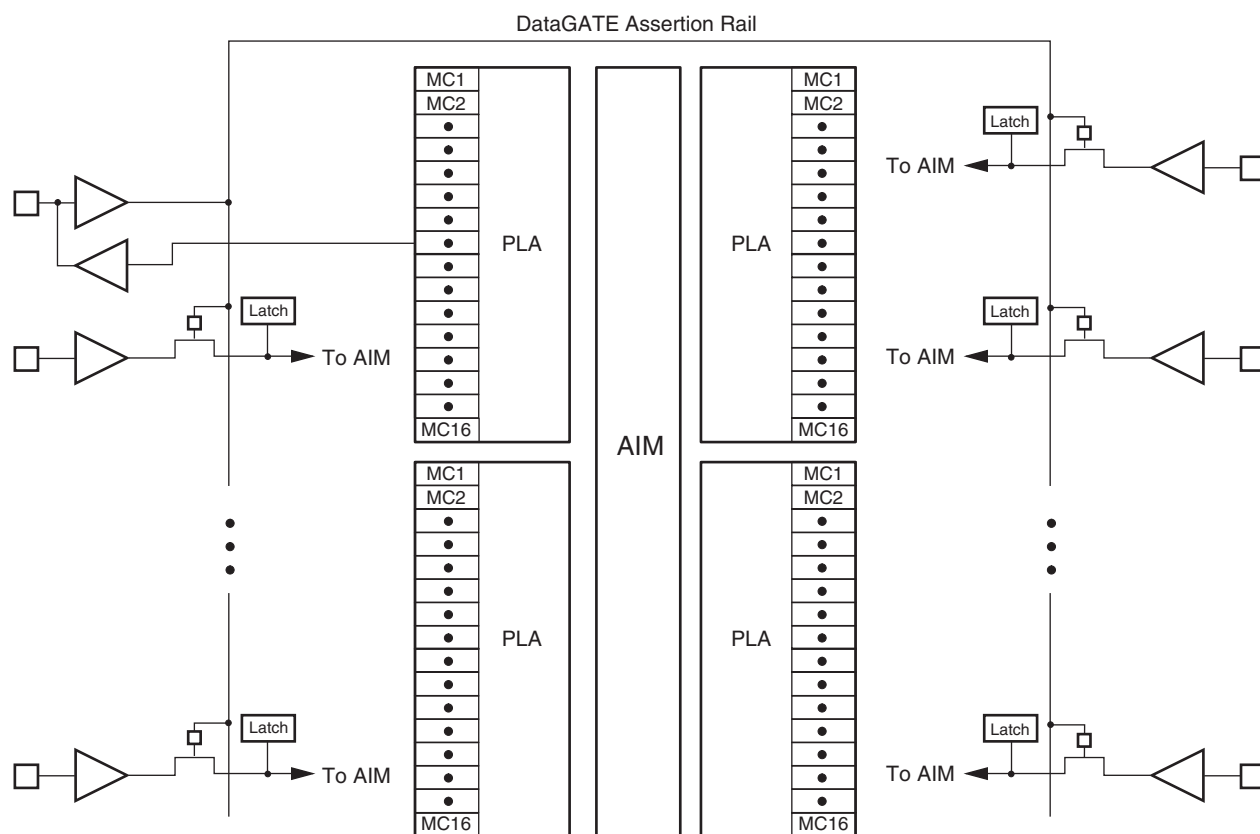 DataGATE Assertion Rail
MC1
MC2
PLA
MC16
MC1
MC2
PLA
MC16
AIM
MC1
MC2
PLA
MC16
MC1
MC2
PLA
MC16
Latch
To AIM
Latch
To AIM
Latch
To AIM
Latch
To AIM
Latch
To AIM